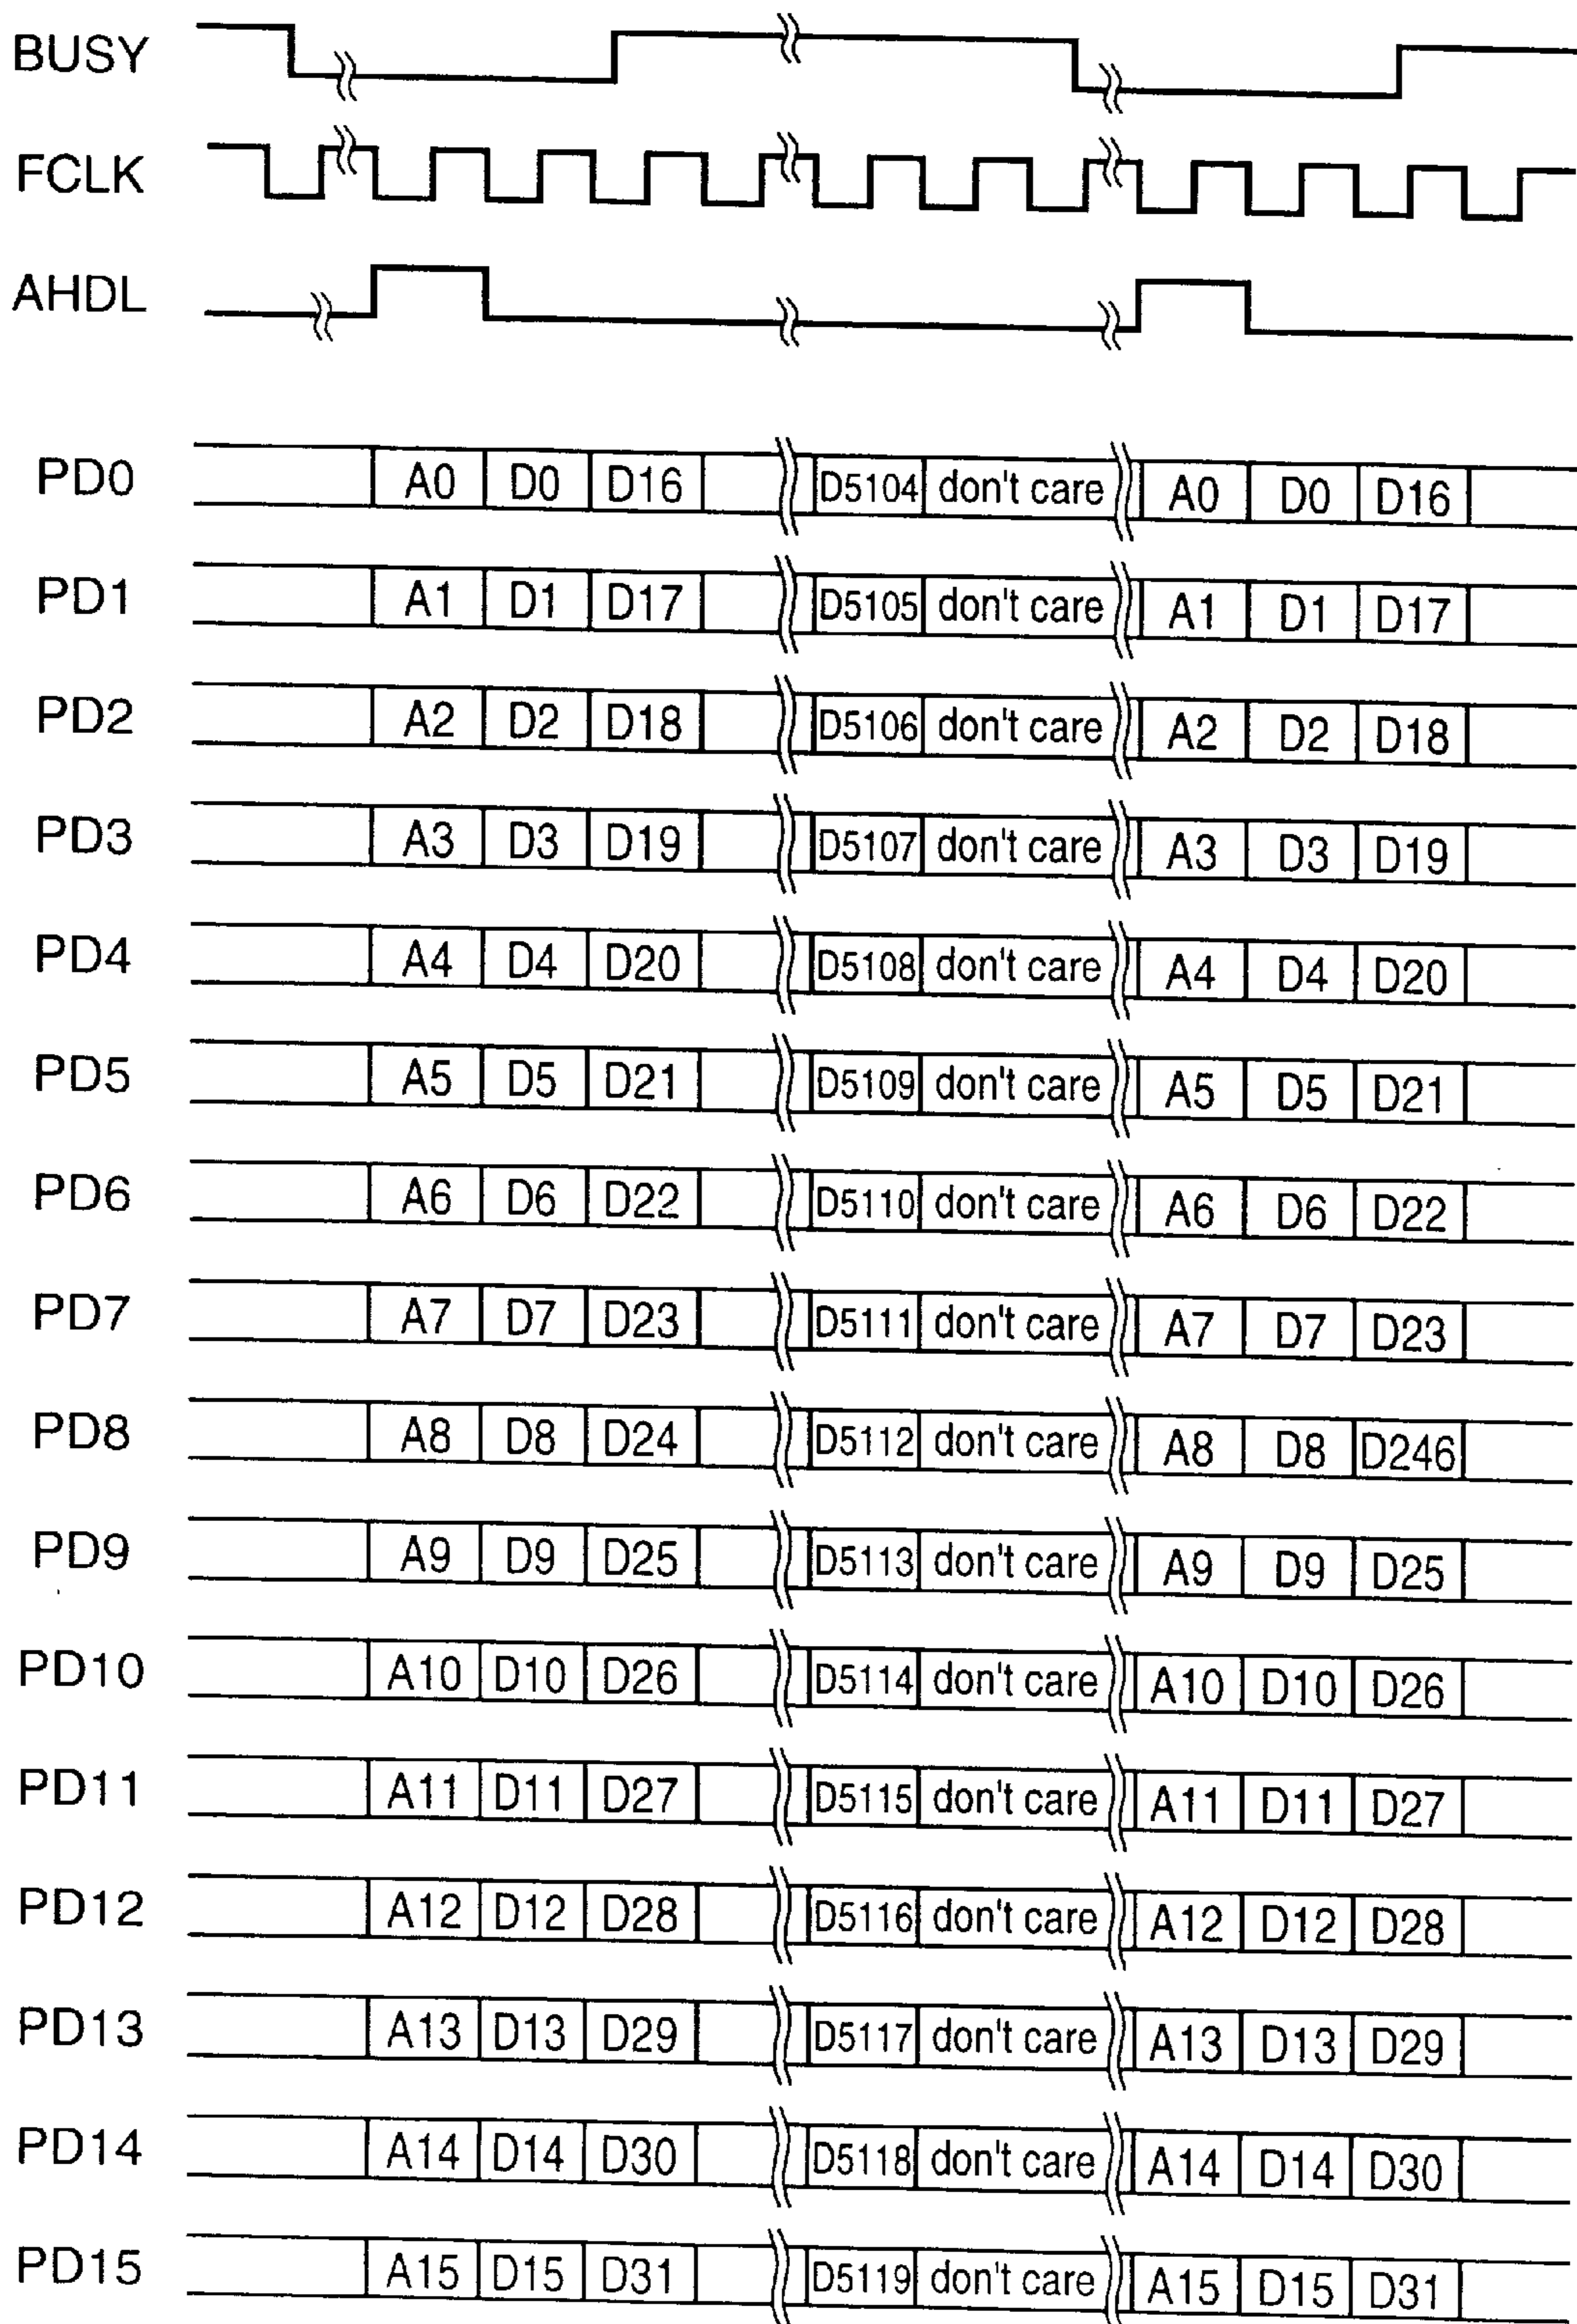 BUSY
FCLK
AHDL
PD0 A0 D0 D16 D5104 don't care A0 D0 D16
PD1 A1 D1 D17 D5105 don't care A1 D1 D17
PD2 A2 D2 D18 D5106 don't care A2 D2 D18
PD3 A3 D3 D19 D5107 don't care A3 D3 D19
PD4 A4 D4 D20 D5108 don't care A4 D4 D20
PD5 A5 D5 D21 D5109 don't care A5 D5 D21
PD6 A6 D6 D22 D5110 don't care A6 D6 D22
PD7 A7 D7 D23 D5111 don't care A7 D7 D23
PD8 A8 D8 D24 D5112 don't care A8 D8 D246
PD9 A9 D9 D25 D5113 don't care A9 D9 D25
PD10 A10 D10 D26 D5114 don't care A10 D10 D26
PD11 A11 D11 D27 D5115 don't care A11 D11 D27
PD12 A12 D12 D28 D5116 don't care A12 D12 D28
PD13 A13 D13 D29 D5117 don't care A13 D13 D29
PD14 A14 D14 D30 D5118 don't care A14 D14 D30
PD15 A15 D15 D31 D5119 don't care A15 D15 D31